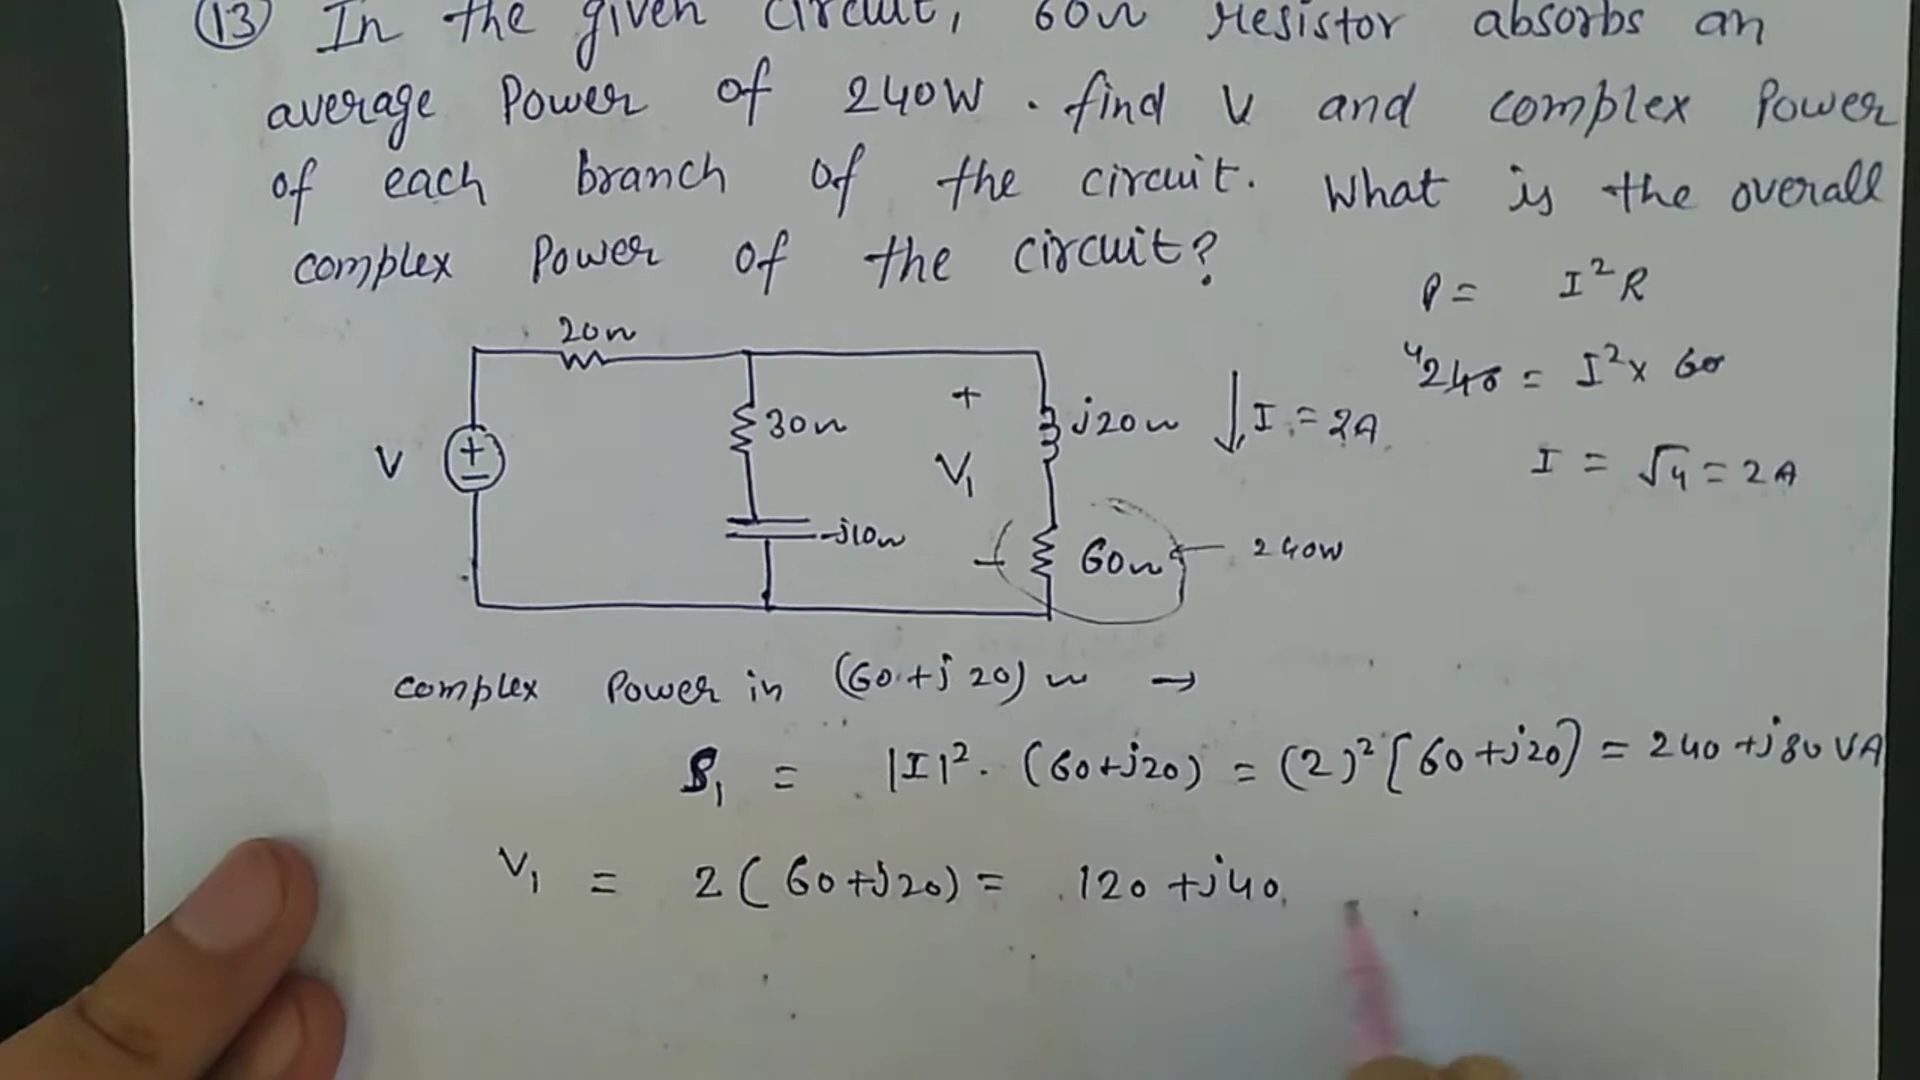 (13) In the given circuit, 60Ω resistor absorbs an
average Power of 240W. find V and complex Power
of each branch of the circuit. What is the overall
complex Power of the circuit?
P = I²R
4 240 = I² x 60
I = √4 = 2A
20Ω
30Ω
+
j20Ω
↓I = 2A
V
+
-
V₁
-j10Ω
-
60Ω
240W
complex Power in (60+j20)Ω →
S₁ = |I|². (60+j20) = (2)² [60+j20] = 240 +j80 VA
V₁ = 2(60+j20) = 120 +j40